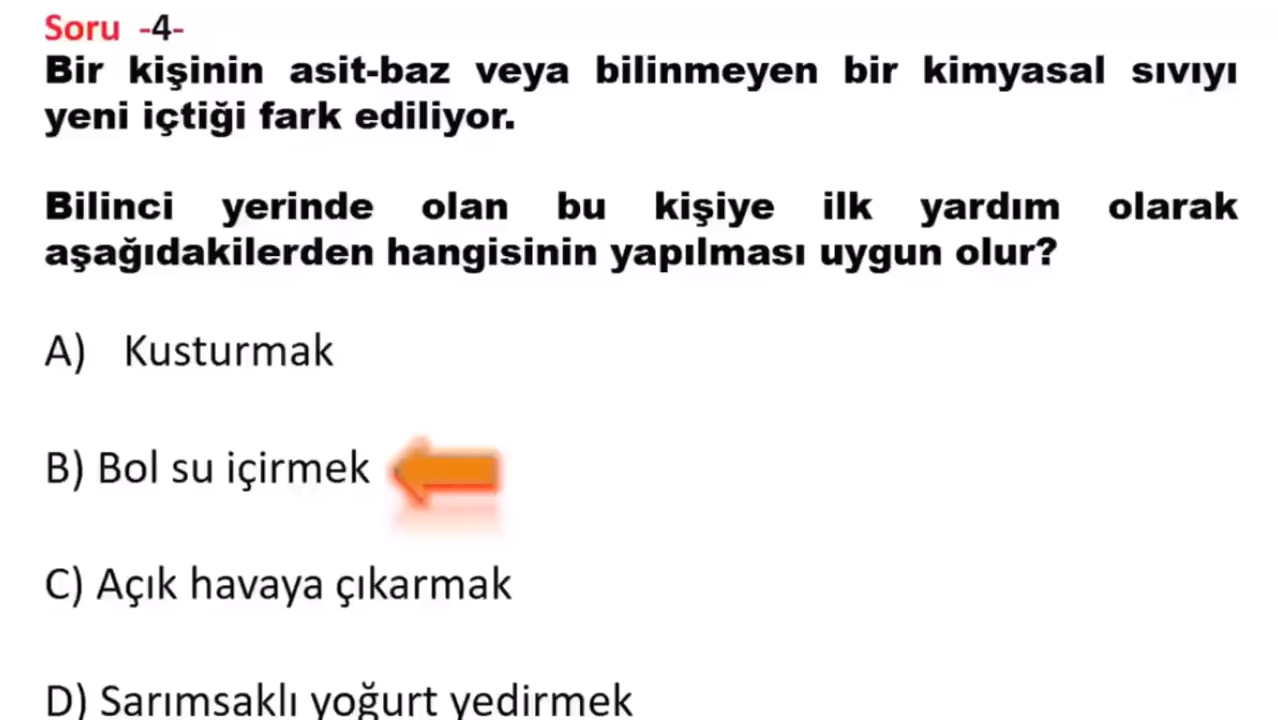 Soru -4-
Bir kişinin asit-baz veya bilinmeyen bir kimyasal sıvıyı
yeni içtiği fark ediliyor.
Bilinci yerinde olan bu kişiye ilk yardım olarak
aşağıdakilerden hangisinin yapılması uygun olur?
A) Kusturmak
B) Bol su içirmek
C) Açık havaya çıkarmak
D) Sarımsaklı yoğurt yedirmek